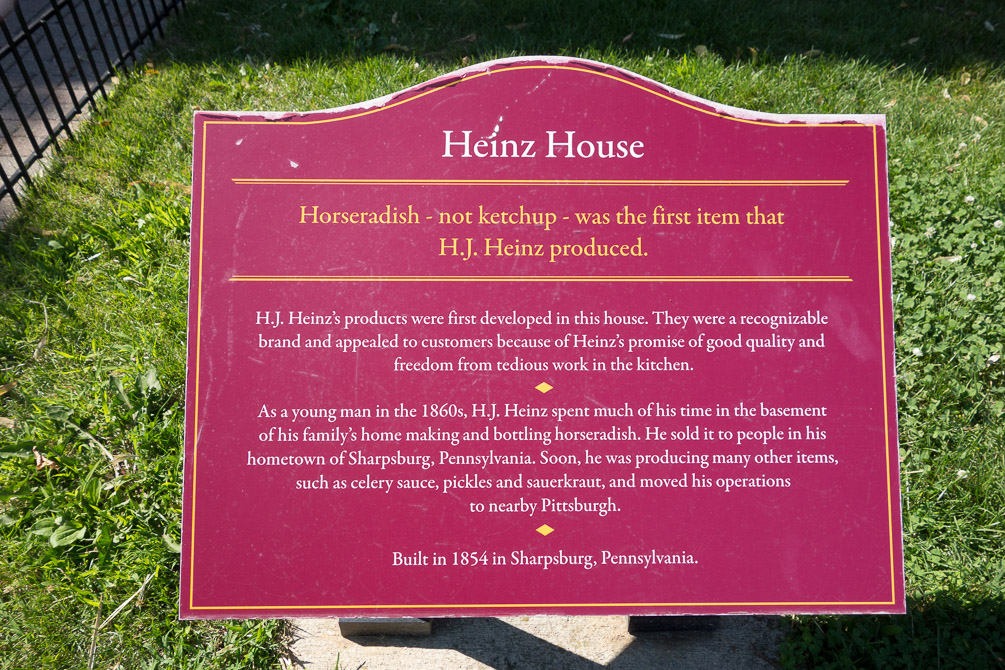 Heinz House
Horseradish - not ketchup - was the first item that
H.J. Heinz produced.
H.J. Heinz's products were first developed in this house. They were a recognizable
brand and appealed to customers because of Heinz's promise of good quality and
freedom from tedious work in the kitchen.
As a young man in the 1860s, H.J. Heinz spent much of his time in the basement
of his family's home making and bottling horseradish. He sold it to people in his
hometown of Sharpsburg, Pennsylvania. Soon, he was producing many other items,
such as celery sauce, pickles and sauerkraut, and moved his operations
to nearby Pittsburgh.
Built in 1854 in Sharpsburg, Pennsylvania.